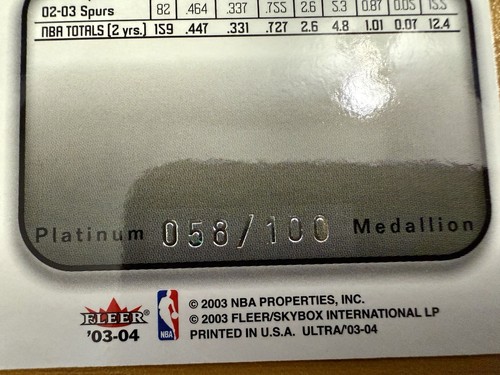 02-03 Spurs 82 .464 .337 .755 2.6 5.3 0.87 0.05 15.5
NBA TOTALS (2 yrs.) 159 .447 .331 .727 2.6 4.8 1.01 0.07 12.4
Platinum 058/100 Medallion
FLEER®
'03-04
NBA
© 2003 NBA PROPERTIES, INC.
© 2003 FLEER/SKYBOX INTERNATIONAL LP
PRINTED IN U.S.A. ULTRA/'03-04